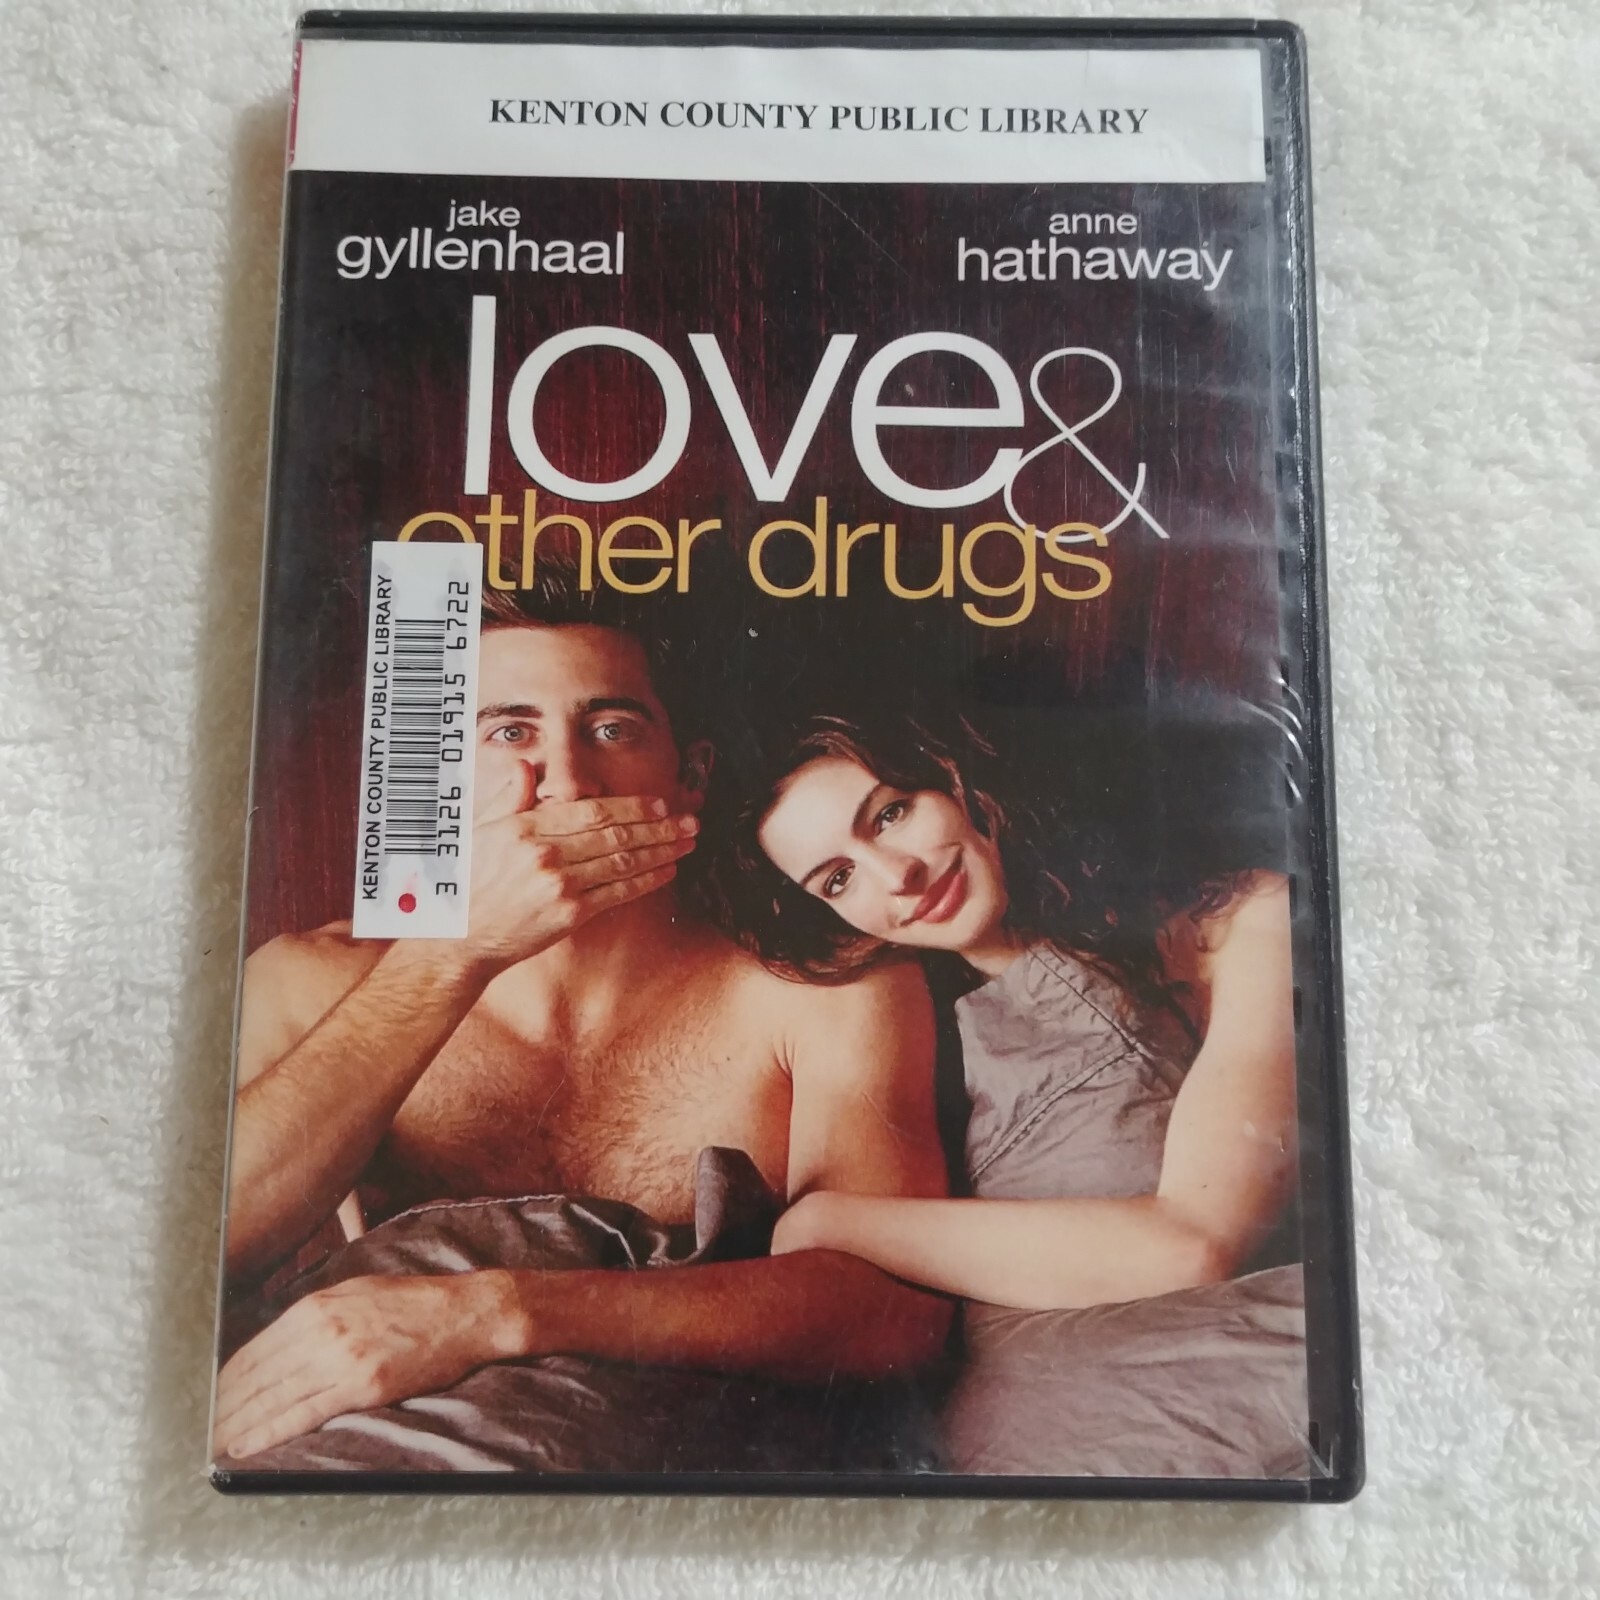 KENTON COUNTY PUBLIC LIBRARY
jake
gyllenhaal
anne
hathaway
love &
other drugs
KENTON COUNTY PUBLIC LIBRARY
3 3126 01915 6722